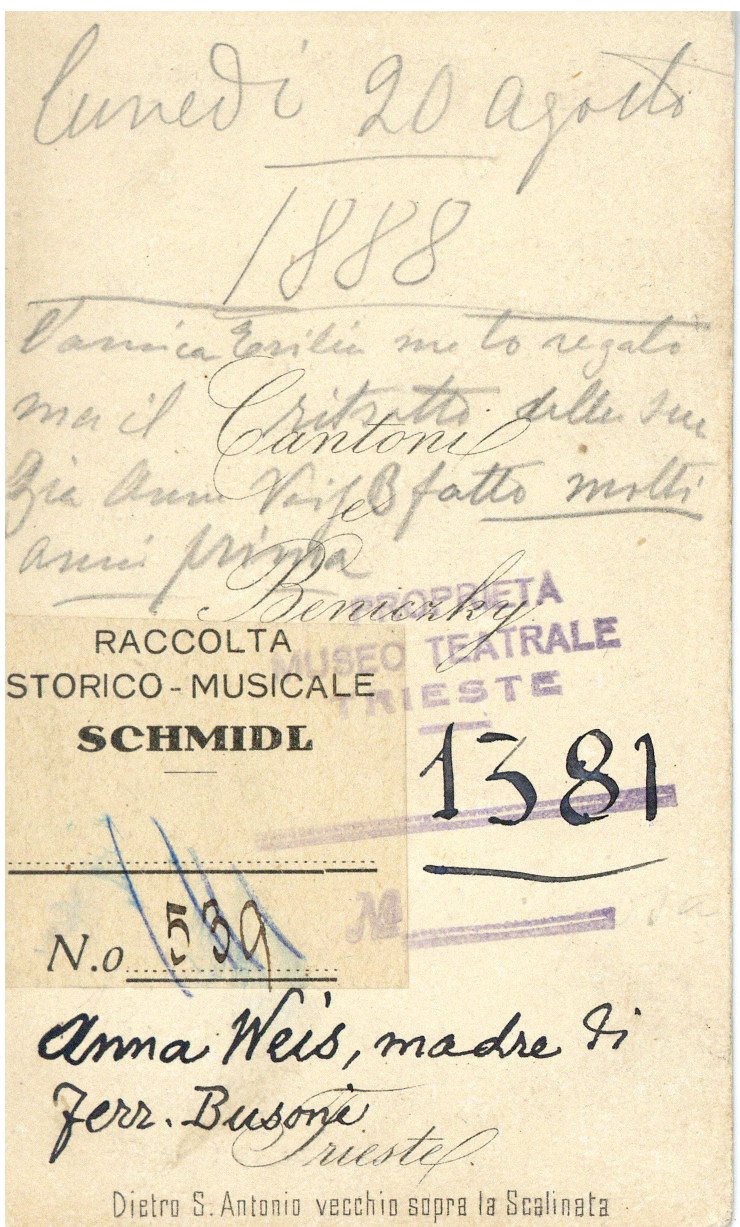 lunedì 20 agosto
1888
l'amica Ersilia me lo regalò
ma il ritratto della sua
Zia Anna fatto molti
anni prima
Cantoni
e
Beniczky
PROPRIETÀ
MUSEO TEATRALE
TRIESTE
RACCOLTA
STORICO-MUSICALE
SCHMIDL
1381
N.o 539
N
Anna Weis, madre di
Ferr. Busoni
Trieste.
Dietro S. Antonio vecchio sopra la Scalinata